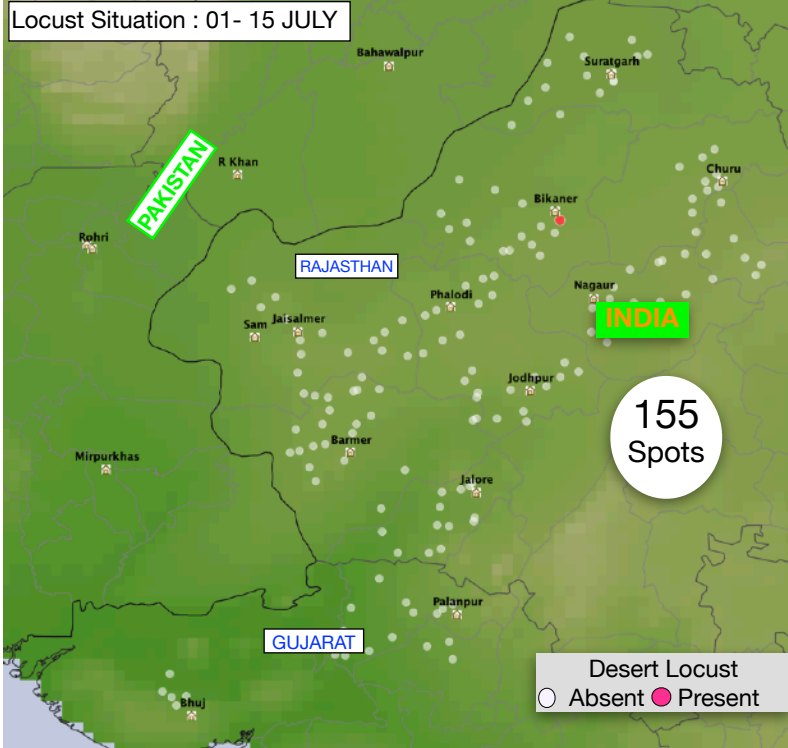 Locust Situation : 01- 15 JULY
Bahawalpur
Suratgarh
PAKISTAN
R Khan
Churu
Bikaner
Rohri
RAJASTHAN
Phalodi
Nagaur
Sam
Jaisalmer
INDIA
Jodhpur
155
Spots
Barmer
Mirpurkhas
Jalore
Palanpur
GUJARAT
Desert Locust
Absent
Present
Bhuj